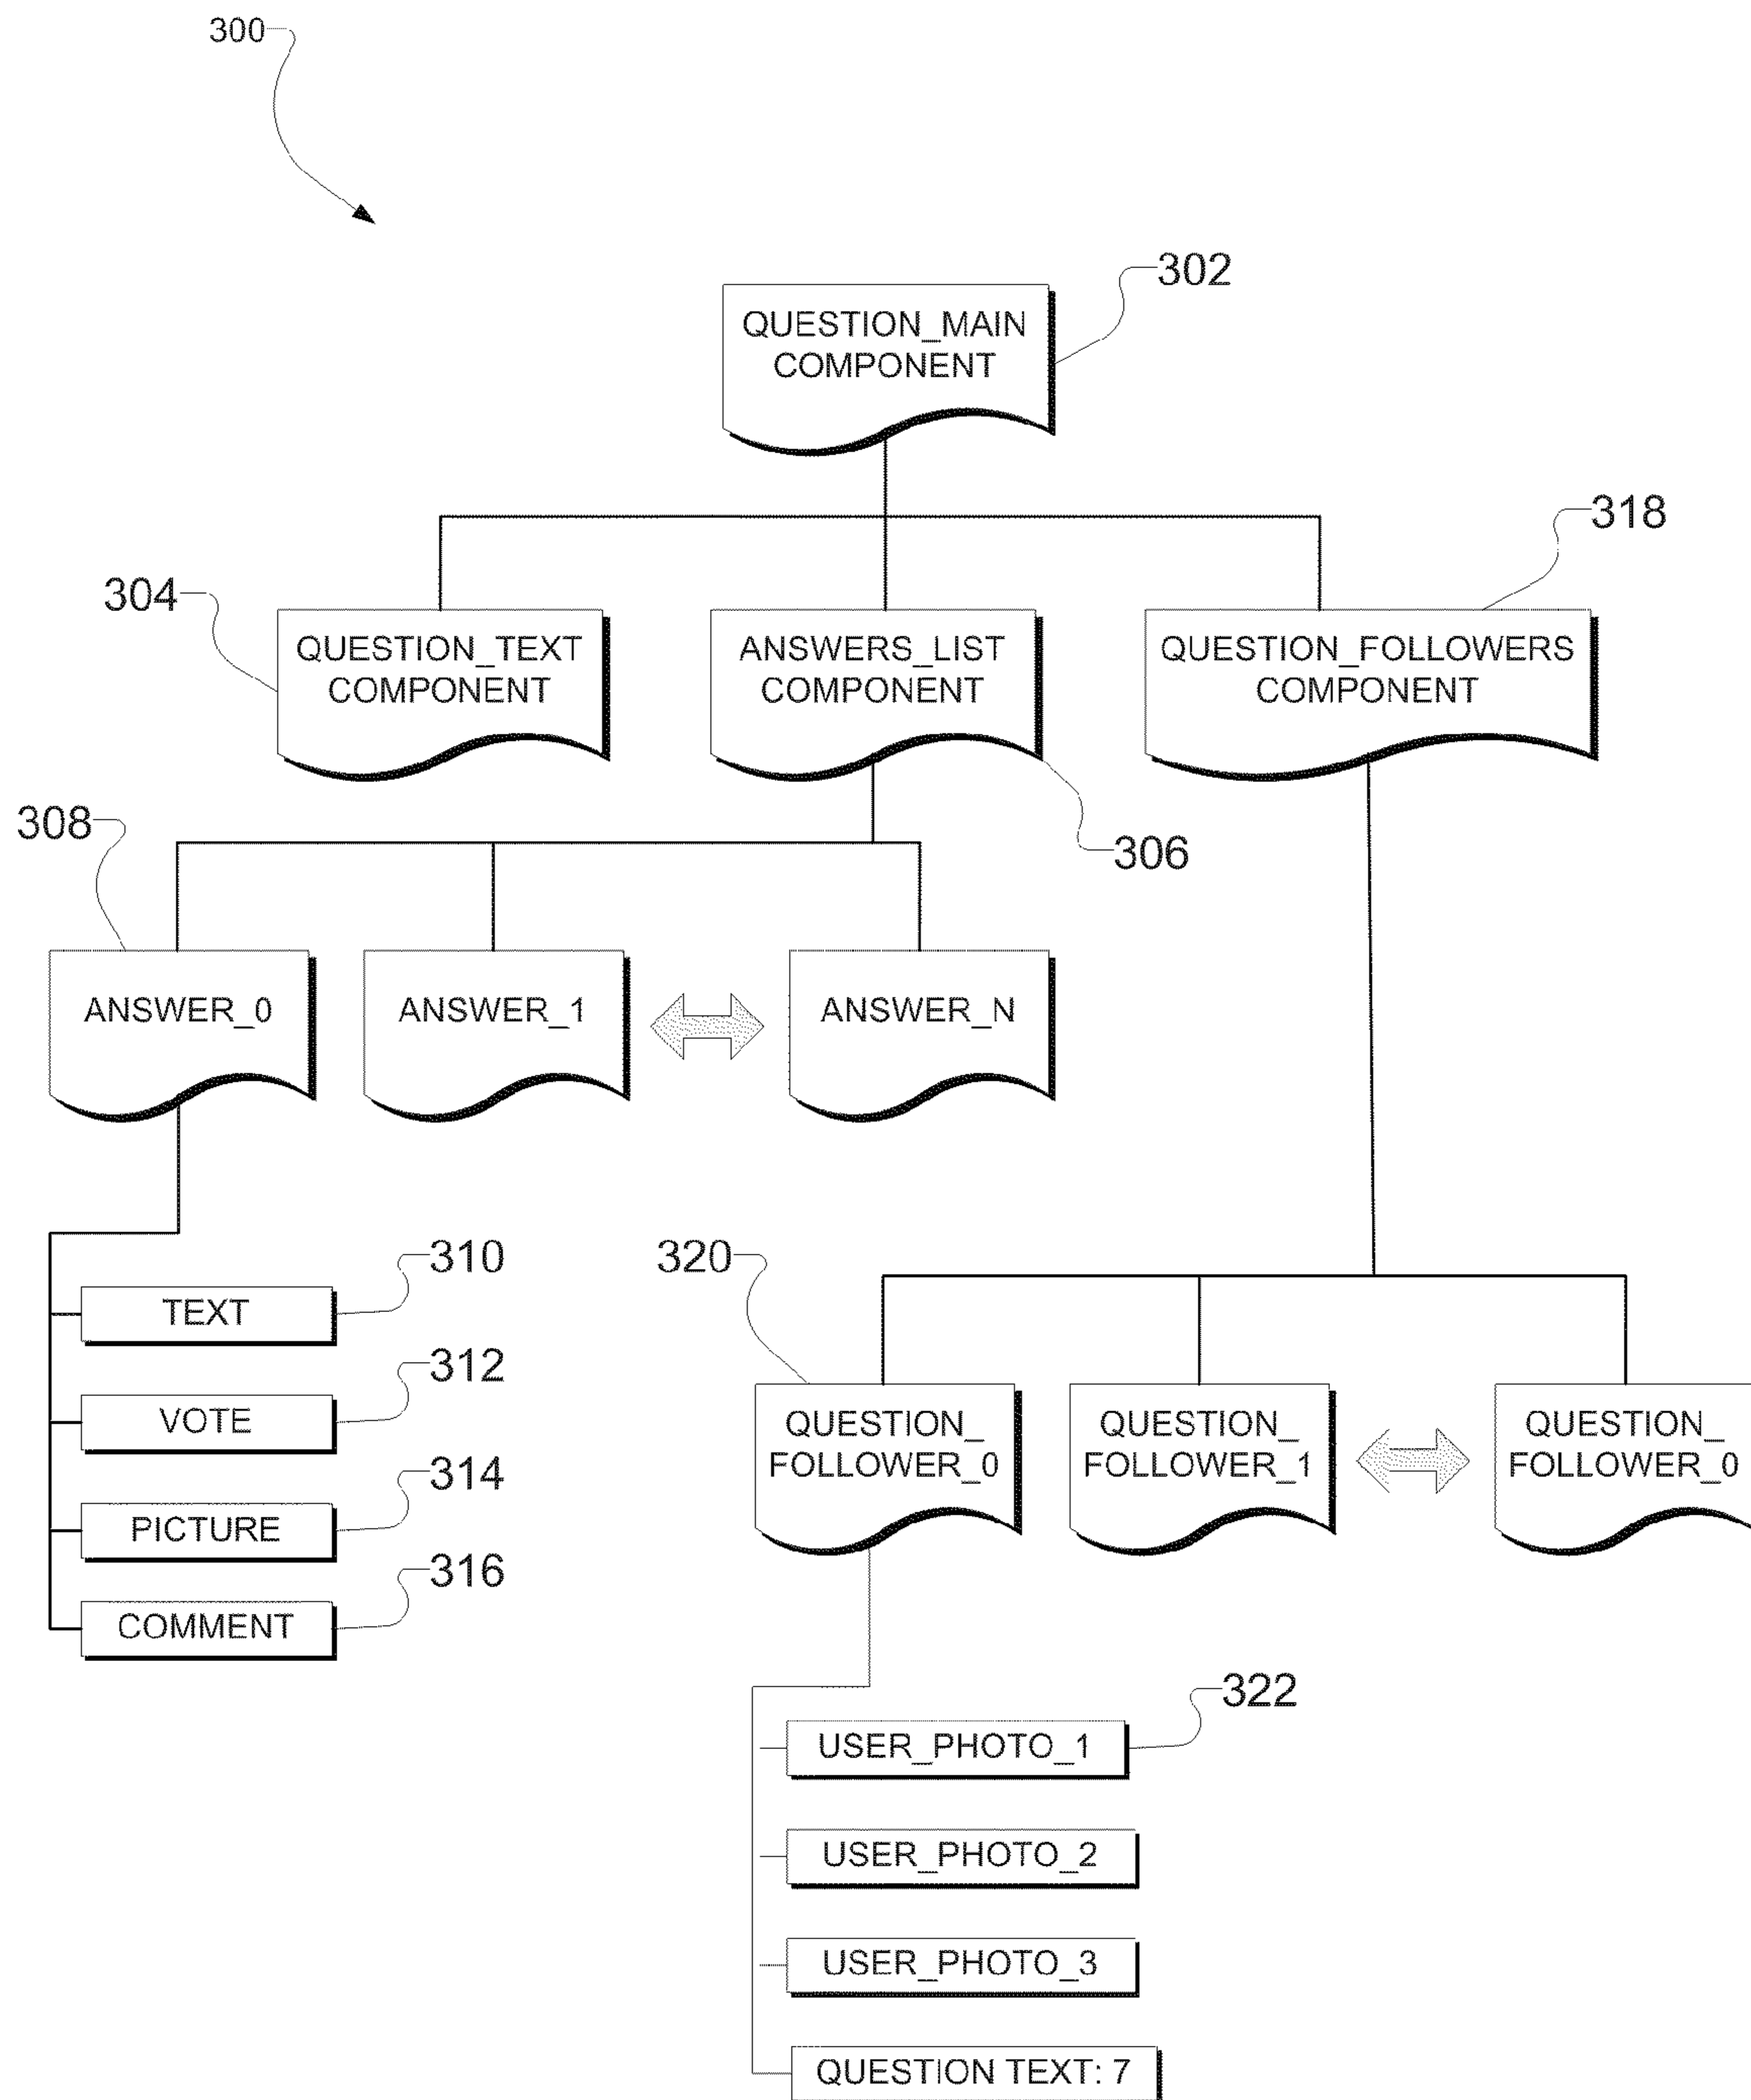 300
302
QUESTION_MAIN
COMPONENT
318
304
QUESTION_TEXT
COMPONENT
ANSWERS_LIST
COMPONENT
QUESTION_FOLLOWERS
COMPONENT
308
306
ANSWER_0
ANSWER_1
ANSWER_N
310
TEXT
312
VOTE
314
PICTURE
316
COMMENT
320
QUESTION_
FOLLOWER_0
QUESTION_
FOLLOWER_1
QUESTION_
FOLLOWER_0
322
USER_PHOTO_1
USER_PHOTO_2
USER_PHOTO_3
QUESTION TEXT: 7